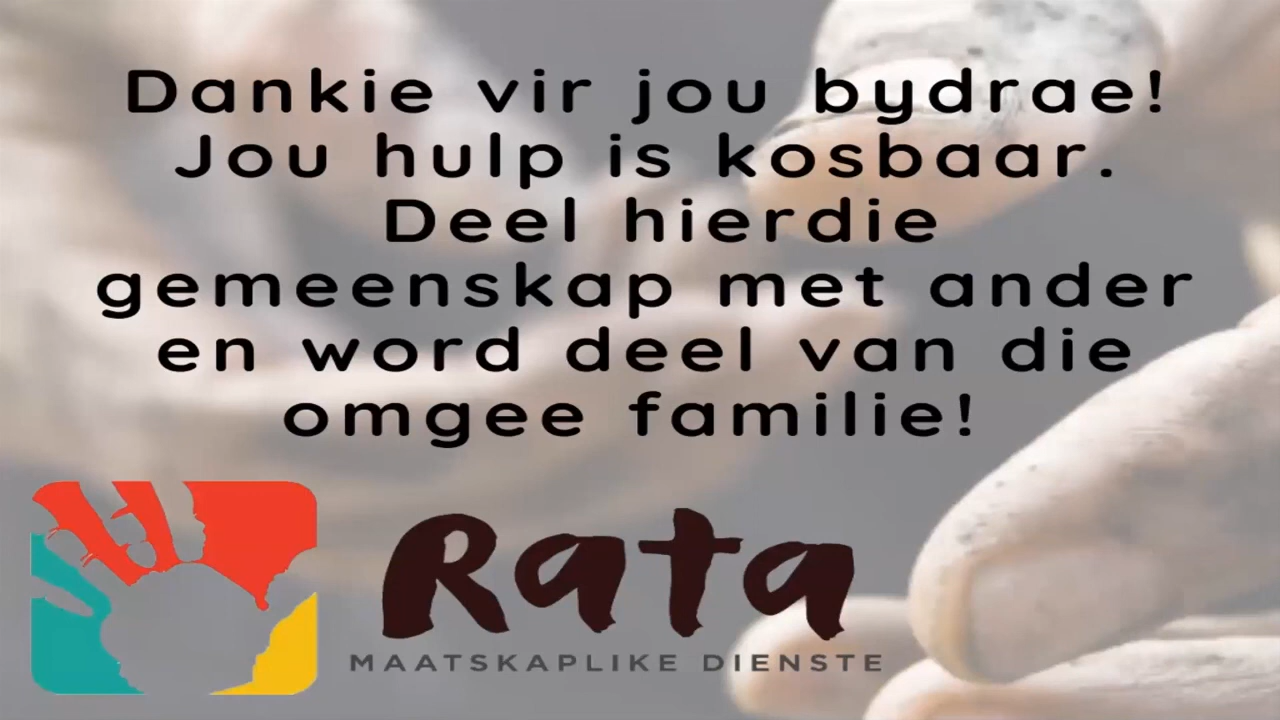 Dankie vir jou bydrae!
Jou hulp is kosbaar.
Deel hierdie
gemeenskap met ander
en word deel van die
omgee familie!
Rata
MAATSKAPLIKE DIENSTE